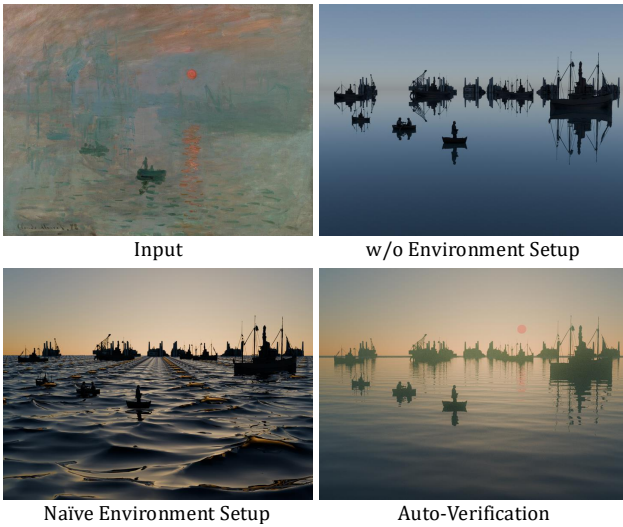 Input
w/o Environment Setup
Naïve Environment Setup
Auto-Verification